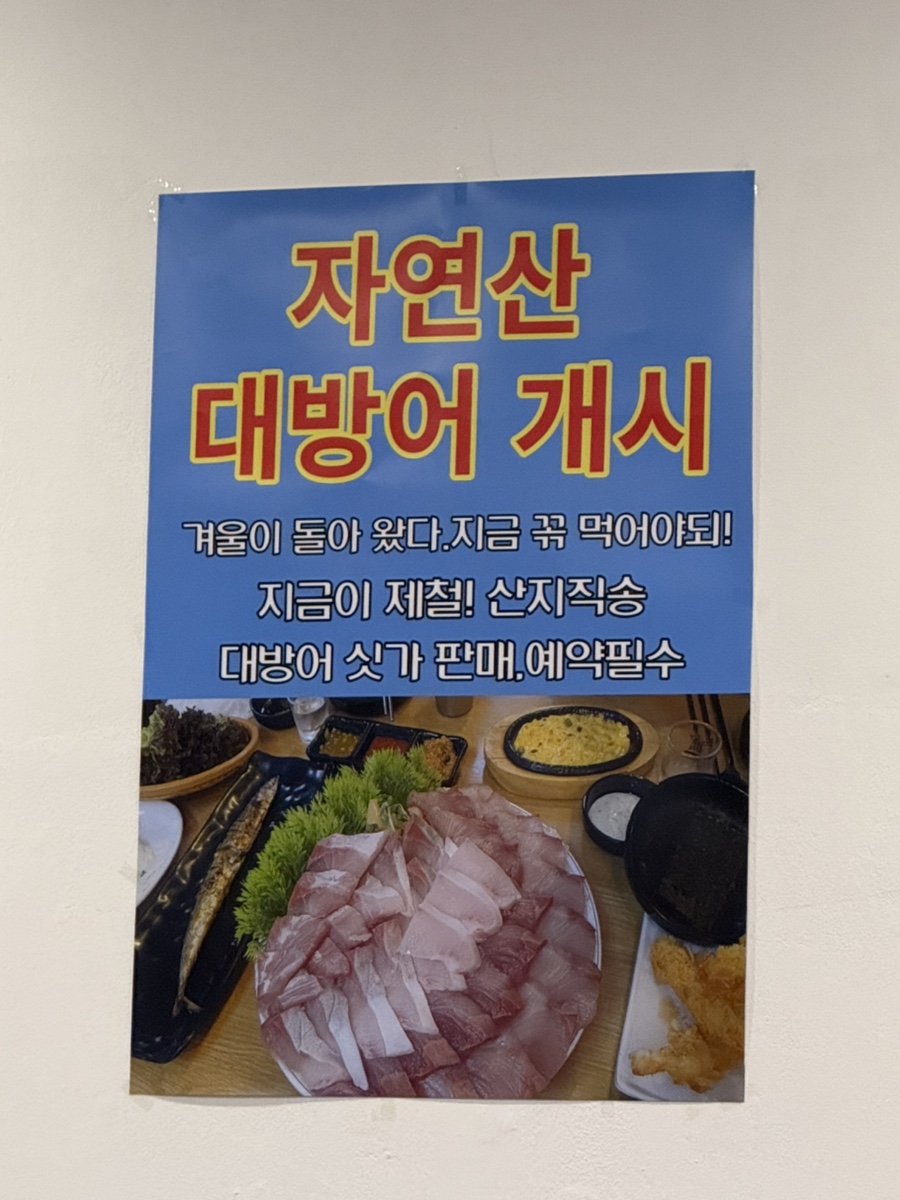 자연산
대방어 개시
겨울이 돌아 왔다.지금 꼮 먹어야되!
지금이 제철! 산지직송
대방어 싯가 판매,예약필수